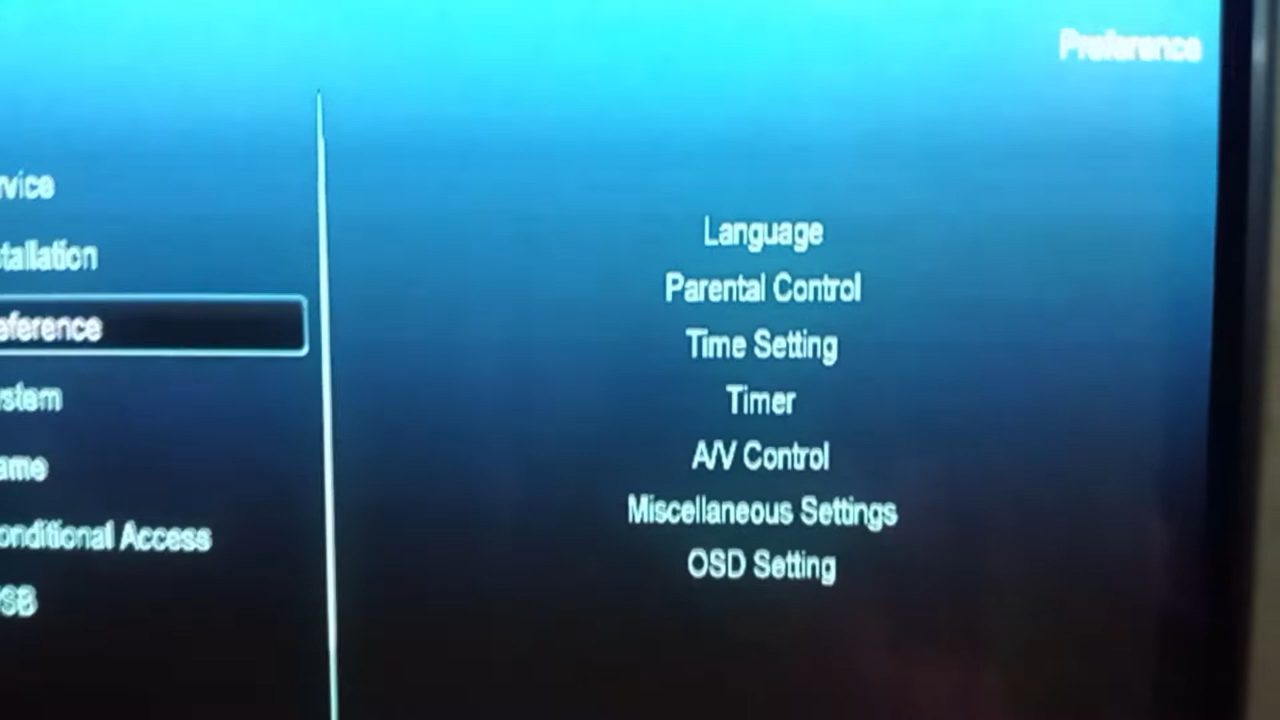 Preference
rvice
tallation
eference
stem
ame
onditional Access
SB
Language
Parental Control
Time Setting
Timer
A/V Control
Miscellaneous Settings
OSD Setting